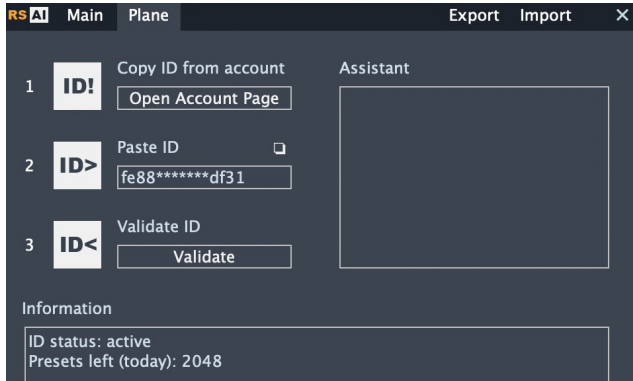 RS AI Main Plane Export Import ×
Copy ID from account
1 ID! Open Account Page
Paste ID
2 ID> fe88*******df31
Validate ID
3 ID< Validate
Assistant
Information
ID status: active
Presets left (today): 2048